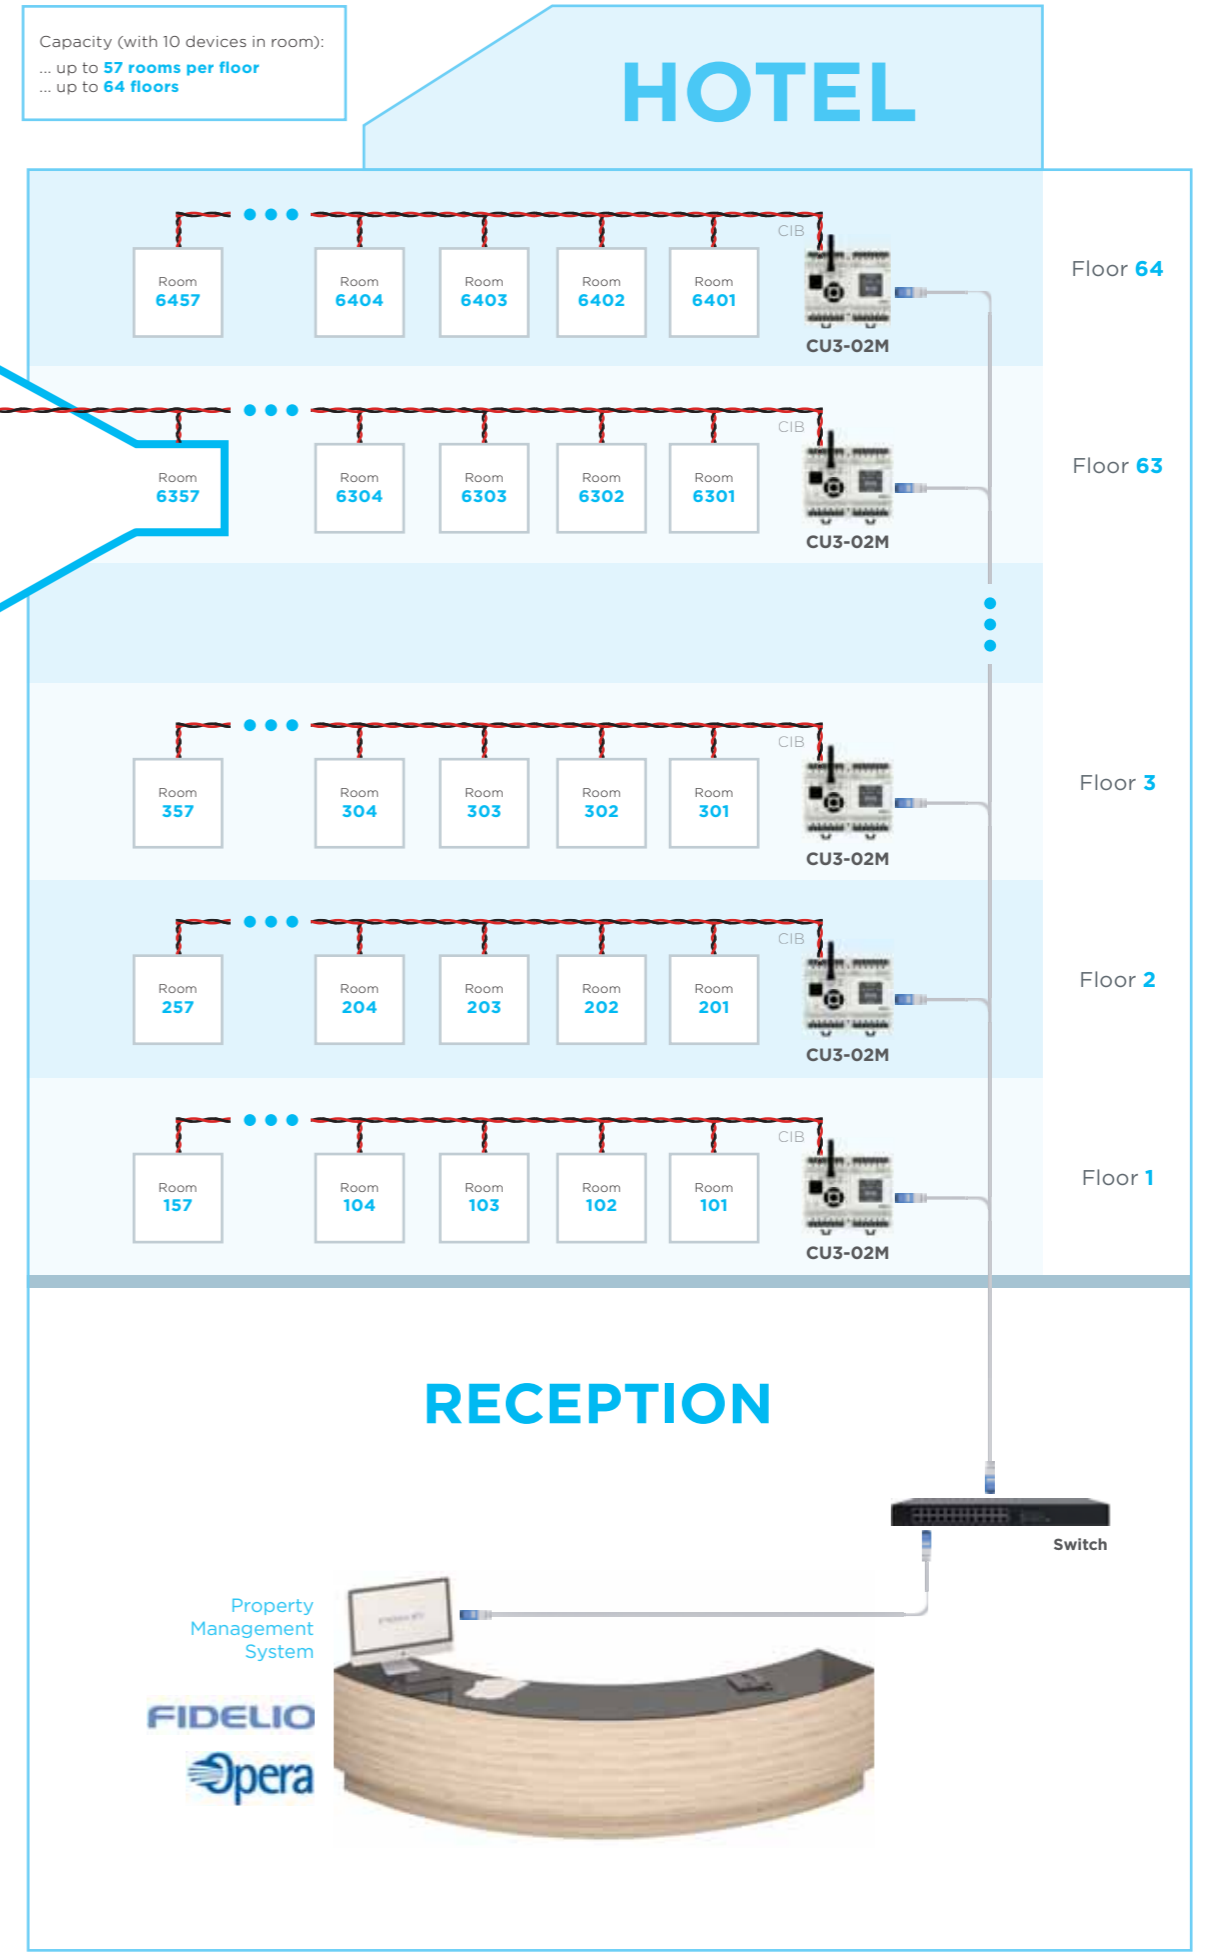 Capacity (with 10 devices in room):
... up to 57 rooms per floor
... up to 64 floors
HOTEL
CIB
Room
6457
Room
6404
Room
6403
Room
6402
Room
6401
CU3-02M
Floor 64
CIB
Room
6357
Room
6304
Room
6303
Room
6302
Room
6301
CU3-02M
Floor 63
CIB
Room
357
Room
304
Room
303
Room
302
Room
301
CU3-02M
Floor 3
CIB
Room
257
Room
204
Room
203
Room
202
Room
201
CU3-02M
Floor 2
CIB
Room
157
Room
104
Room
103
Room
102
Room
101
CU3-02M
Floor 1
RECEPTION
Switch
Property
Management
System
FIDELIO
Opera